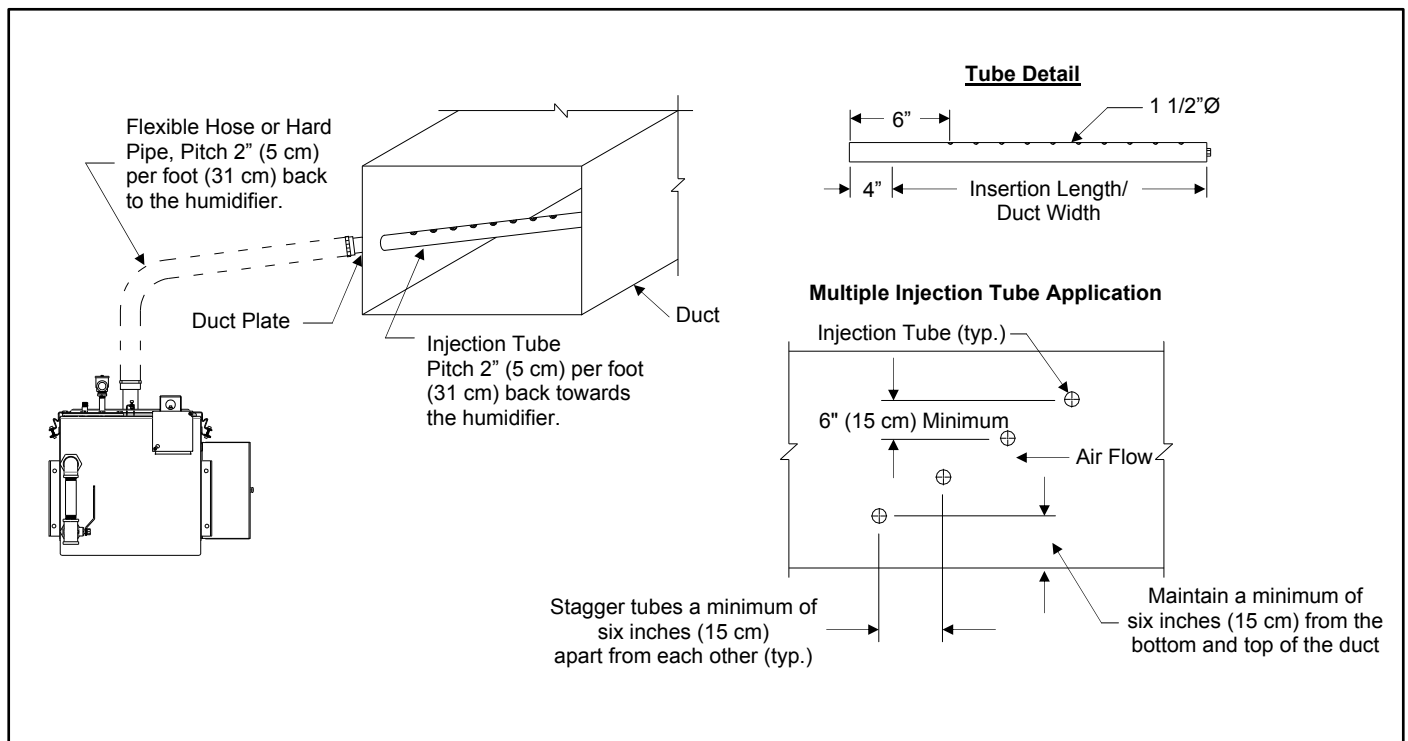 Tube Detail
1 1/2”Ø
6”
4”
Insertion Length/
Duct Width
Flexible Hose or Hard
Pipe, Pitch 2” (5 cm)
per foot (31 cm) back
to the humidifier.
Duct Plate
Injection Tube
Pitch 2” (5 cm) per foot
(31 cm) back towards
the humidifier.
Duct
Multiple Injection Tube Application
Injection Tube (typ.)
6" (15 cm) Minimum
Air Flow
Stagger tubes a minimum of
six inches (15 cm)
apart from each other (typ.)
Maintain a minimum of
six inches (15 cm) from the
bottom and top of the duct